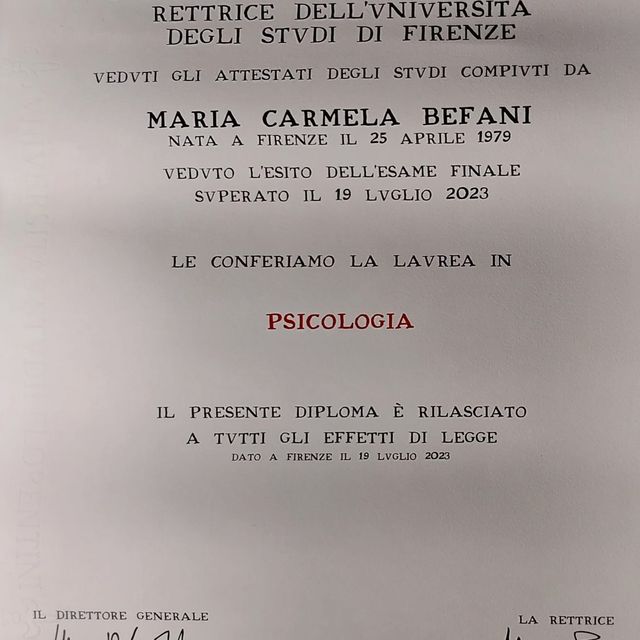 RETTRICE DELL'VNIVERSITÀ
DEGLI STVDI DI FIRENZE
VEDVTI GLI ATTESTATI DEGLI STVDI COMPIVTI DA
MARIA CARMELA BEFANI
NATA A FIRENZE IL 25 APRILE 1979
VEDVTO L'ESITO DELL'ESAME FINALE
SVPERATO IL 19 LVGLIO 2023
LE CONFERIAMO LA LAVREA IN
PSICOLOGIA
IL PRESENTE DIPLOMA È RILASCIATO
A TVTTI GLI EFFETTI DI LEGGE
DATO A FIRENZE IL 19 LVGLIO 2023
IL DIRETTORE GENERALE
LA RETTRICE